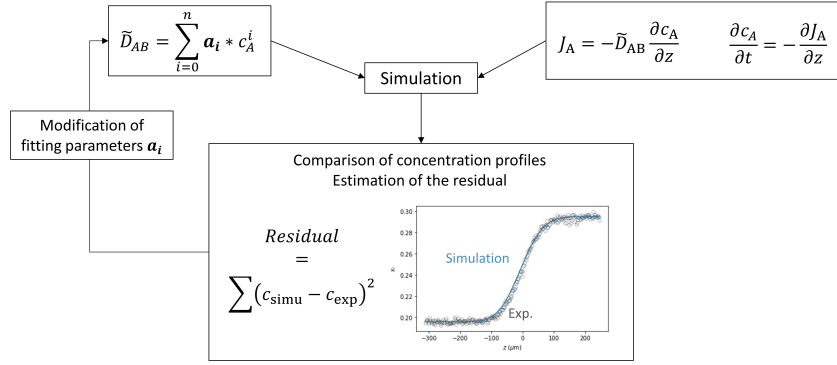 D̃_AB = ∑_{i=0}^{n} a_i * c_A^i
J_A = −D̃_AB ∂c_A/∂z    ∂c_A/∂t = −∂J_A/∂z
Simulation
Modification of
fitting parameters a_i
Comparison of concentration profiles
Estimation of the residual
Residual
=
∑(c_simu − c_exp)²
0.30
0.28
0.26
0.24
0.22
0.20
Simulation
Exp.
−300 −200 −100 0 100 200
z (μm)